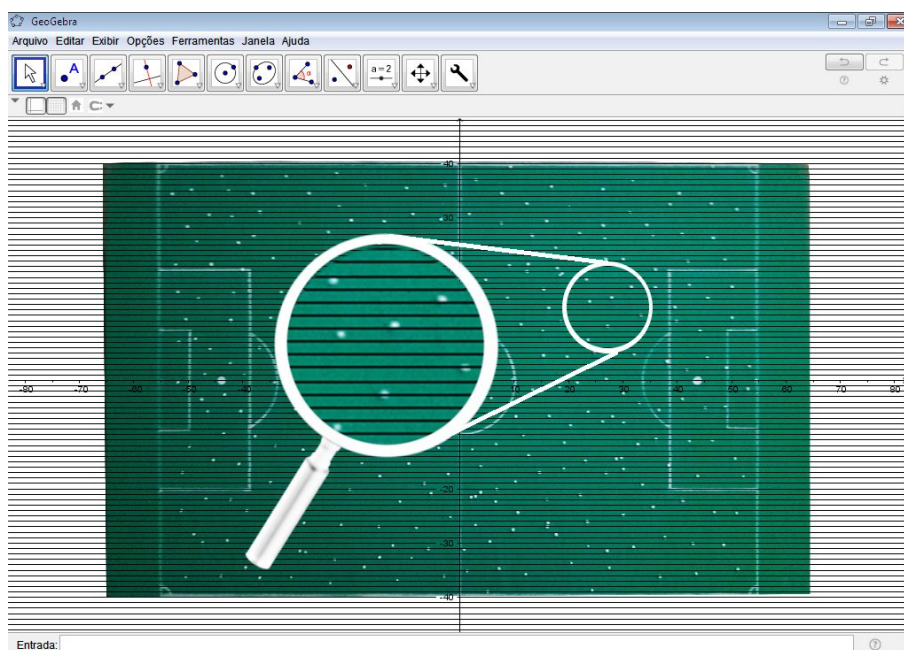 GeoGebra
Arquivo Editar Exibir Opções Ferramentas Janela Ajuda
A
a=2
40
30
-80 -70 -50 -40 10 20 30 40 50 60 70 80
-20
-30
-40
Entrada: